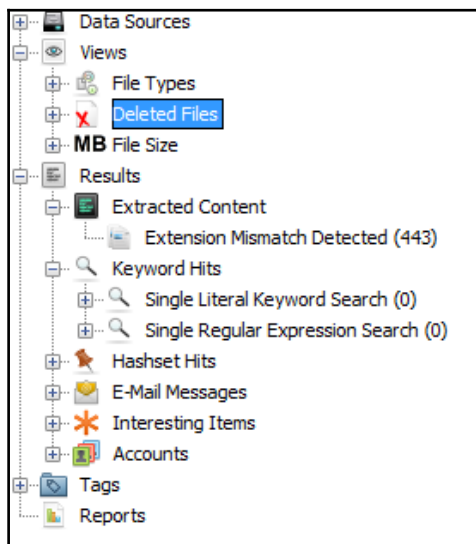 Data Sources
Views
File Types
Deleted Files
MB File Size
Results
Extracted Content
Extension Mismatch Detected (443)
Keyword Hits
Single Literal Keyword Search (0)
Single Regular Expression Search (0)
Hashset Hits
E-Mail Messages
Interesting Items
Accounts
Tags
Reports